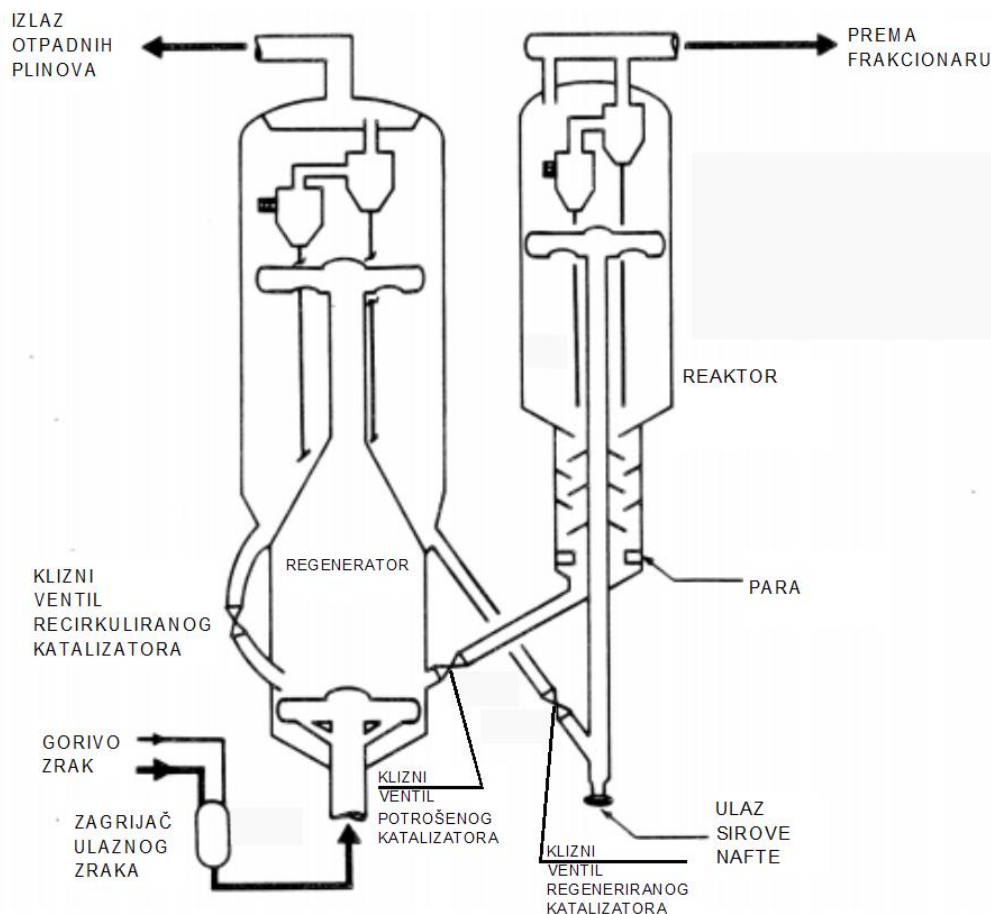 IZLAZ
OTPADNIH
PLINOVA
PREMA
FRAKCIONARU
REAKTOR
REGENERATOR
KLIZNI
VENTIL
RECIRKULIRANOG
KATALIZATORA
PARA
GORIVO
ZRAK
ZAGRIJAČ
ULAZNOG
ZRAKA
KLIZNI
VENTIL
POTROŠENOG
KATALIZATORA
ULAZ
SIROVE
NAFTE
KLIZNI
VENTIL
REGENERIRANOG
KATALIZATORA